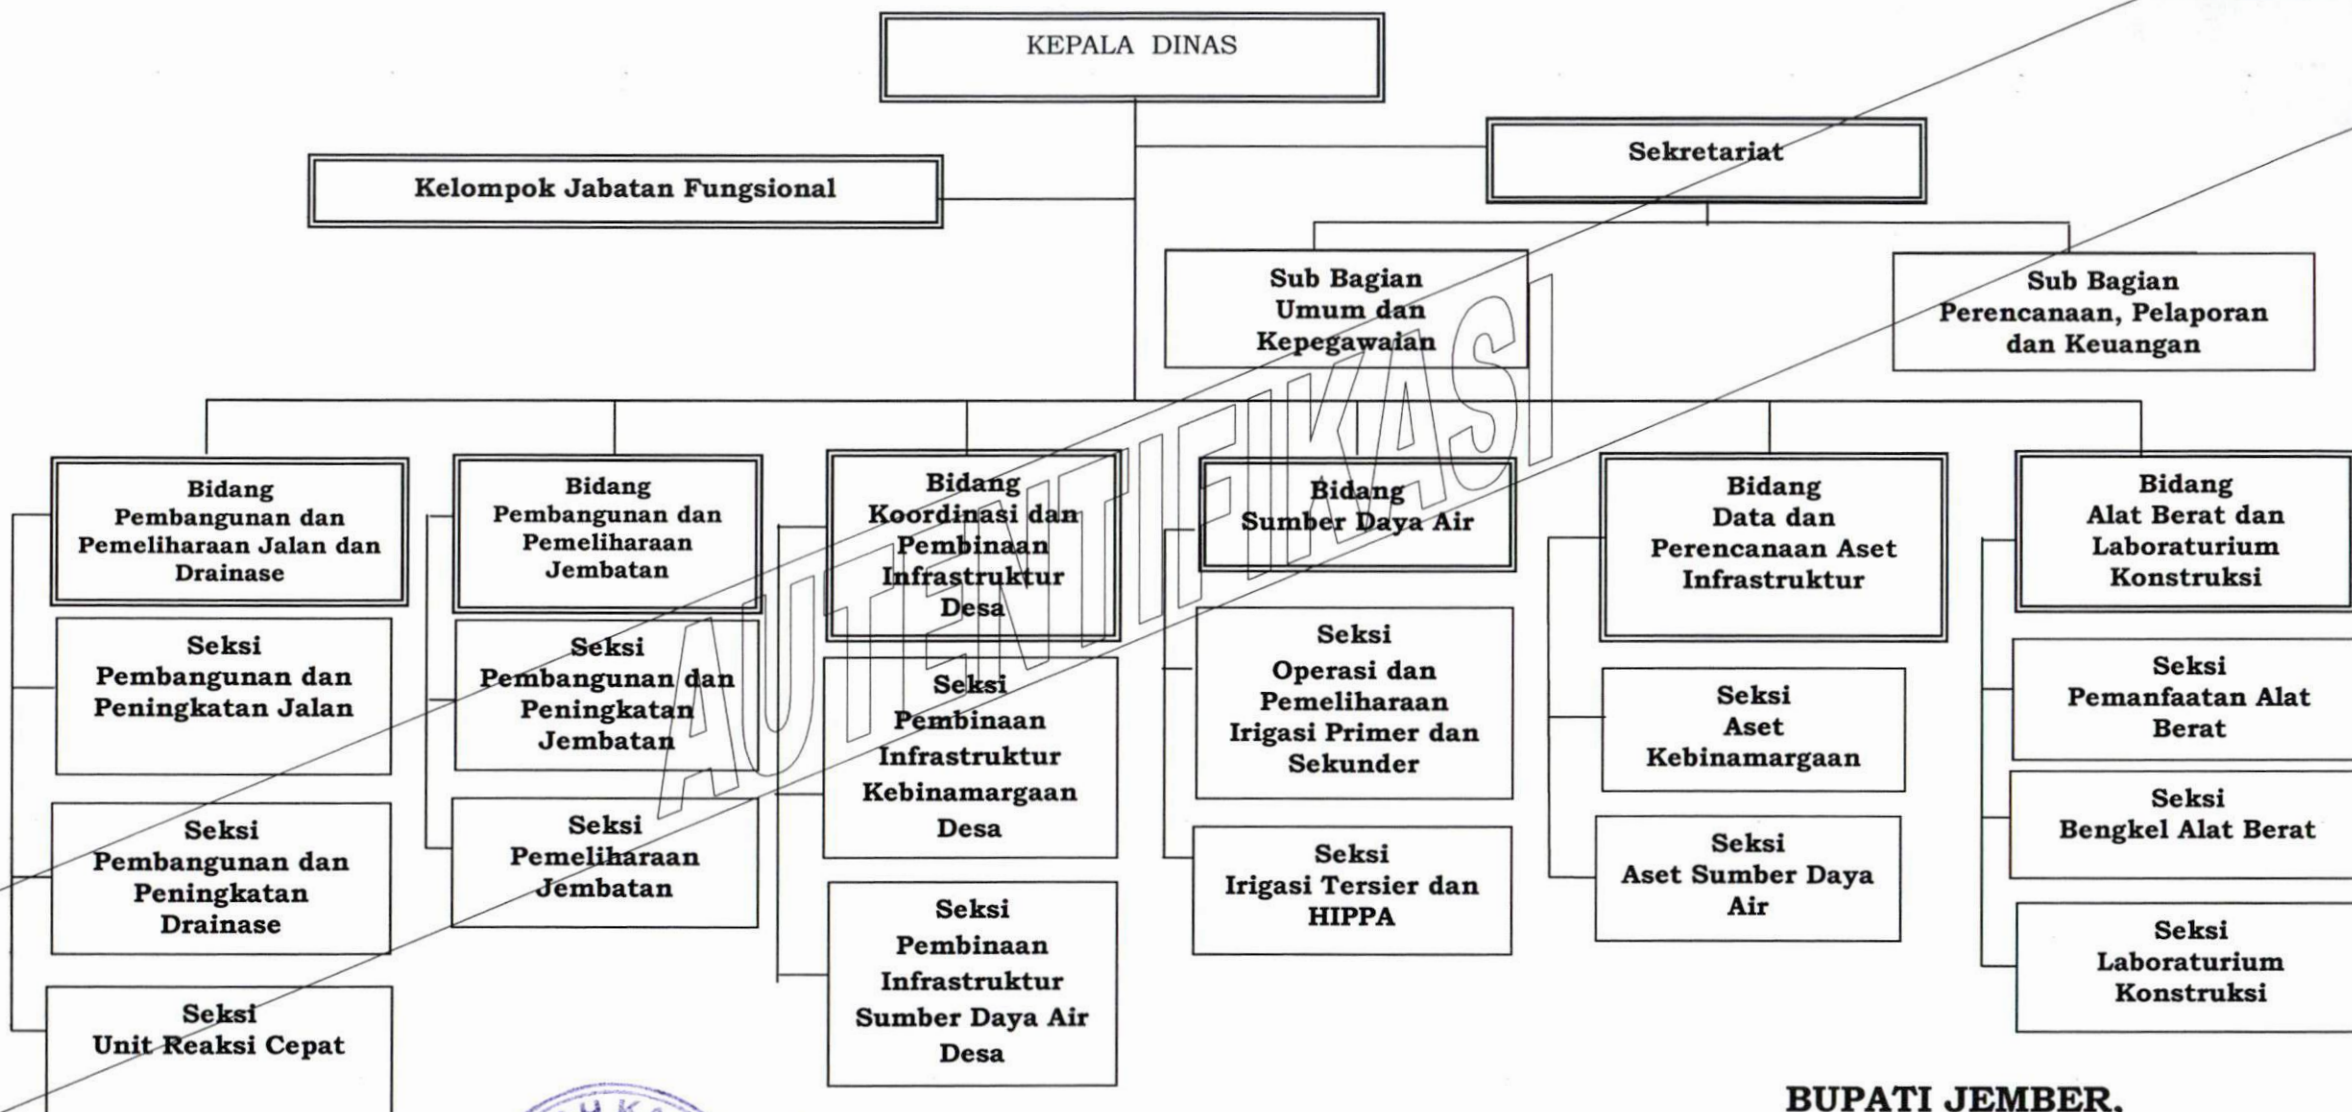 KEPALA DINAS
Sekretariat
Kelompok Jabatan Fungsional
Sub Bagian
Umum dan
Kepegawaian
Sub Bagian
Perencanaan, Pelaporan
dan Keuangan
Bidang
Pembangunan dan
Pemeliharaan Jalan dan
Drainase
Bidang
Pembangunan dan
Pemeliharaan
Jembatan
Bidang
Koordinasi dan
Pembinaan
Infrastruktur
Desa
Bidang
Sumber Daya Air
Bidang
Data dan
Perencanaan Aset
Infrastruktur
Bidang
Alat Berat dan
Laboraturium
Konstruksi
Seksi
Pembangunan dan
Peningkatan Jalan
Seksi
Pembangunan dan
Peningkatan
Jembatan
Seksi
Pembinaan
Infrastruktur
Kebinamargaan
Desa
Seksi
Operasi dan
Pemeliharaan
Irigasi Primer dan
Sekunder
Seksi
Aset
Kebinamargaan
Seksi
Pemanfaatan Alat
Berat
Seksi
Bengkel Alat Berat
Seksi
Pembangunan dan
Peningkatan
Drainase
Seksi
Pemeliharaan
Jembatan
Seksi
Pembinaan
Infrastruktur
Sumber Daya Air
Desa
Seksi
Irigasi Tersier dan
HIPPA
Seksi
Aset Sumber Daya
Air
Seksi
Laboraturium
Konstruksi
Seksi
Unit Reaksi Cepat
AUTENTIFIKASI
BUPATI JEMBER,